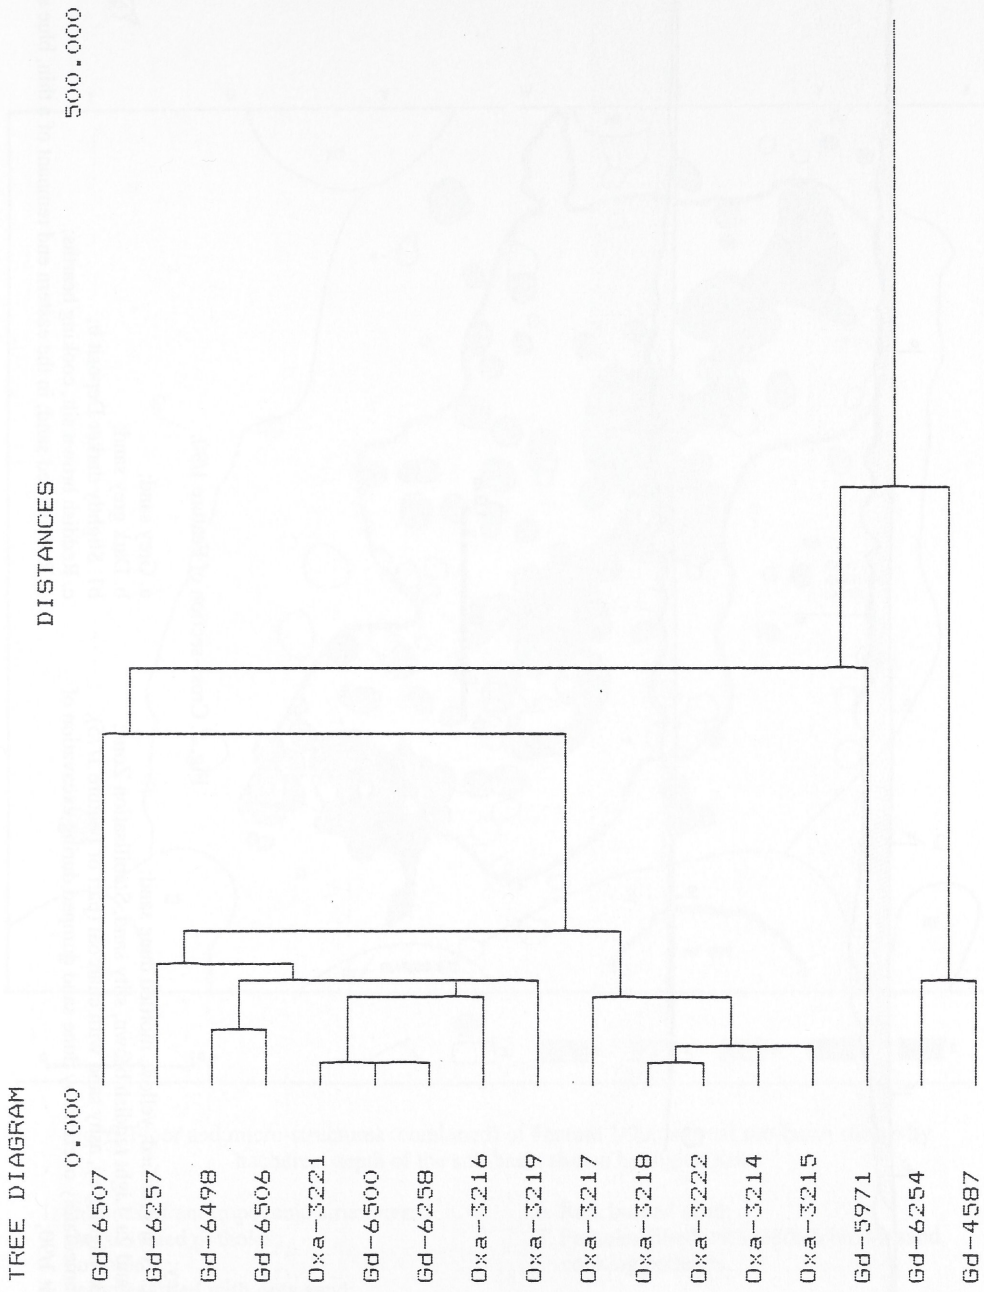 TREE DIAGRAM
DISTANCES
0.000 500.000
Gd-6507
Gd-6257
Gd-6498
Gd-6506
Oxa-3221
Gd-6500
Gd-6258
Oxa-3216
Oxa-3219
Oxa-3217
Oxa-3218
Oxa-3222
Oxa-3214
Oxa-3215
Gd-5971
Gd-6254
Gd-4587